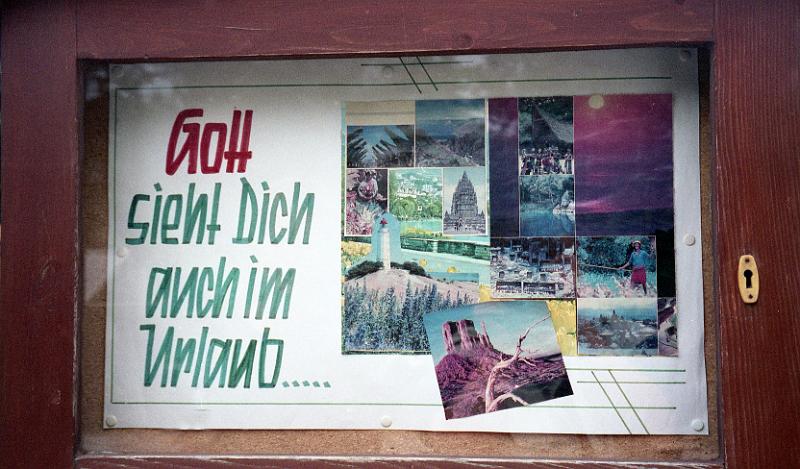 Gott
sieht Dich
auch im
Urlaub.....